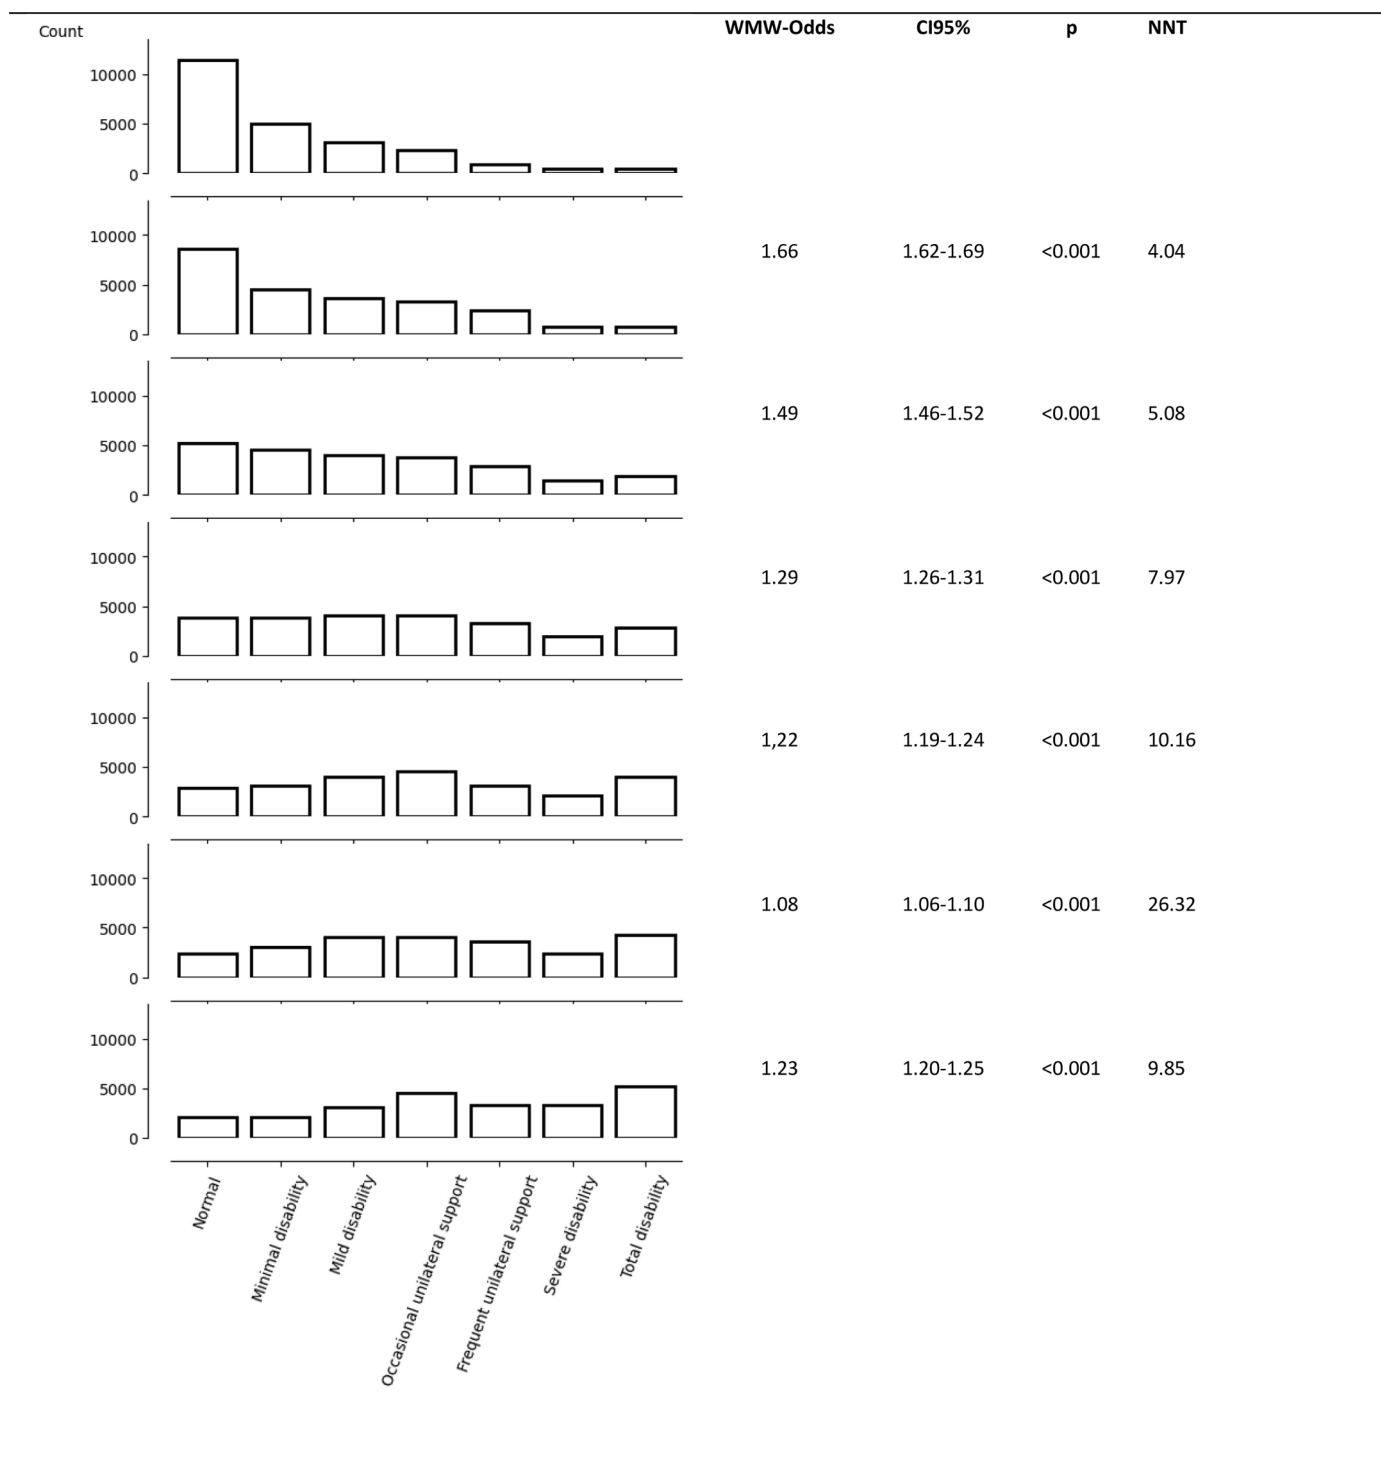 Count WMW-Odds CI95% p NNT
10000
5000
0
10000
1.66 1.62-1.69 <0.001 4.04
5000
0
10000
1.49 1.46-1.52 <0.001 5.08
5000
0
10000
1.29 1.26-1.31 <0.001 7.97
5000
0
10000
1,22 1.19-1.24 <0.001 10.16
5000
0
10000
1.08 1.06-1.10 <0.001 26.32
5000
0
10000
1.23 1.20-1.25 <0.001 9.85
5000
0
Normal
Minimal disability
Mild disability
Occasional unilateral support
Frequent unilateral support
Severe disability
Total disability